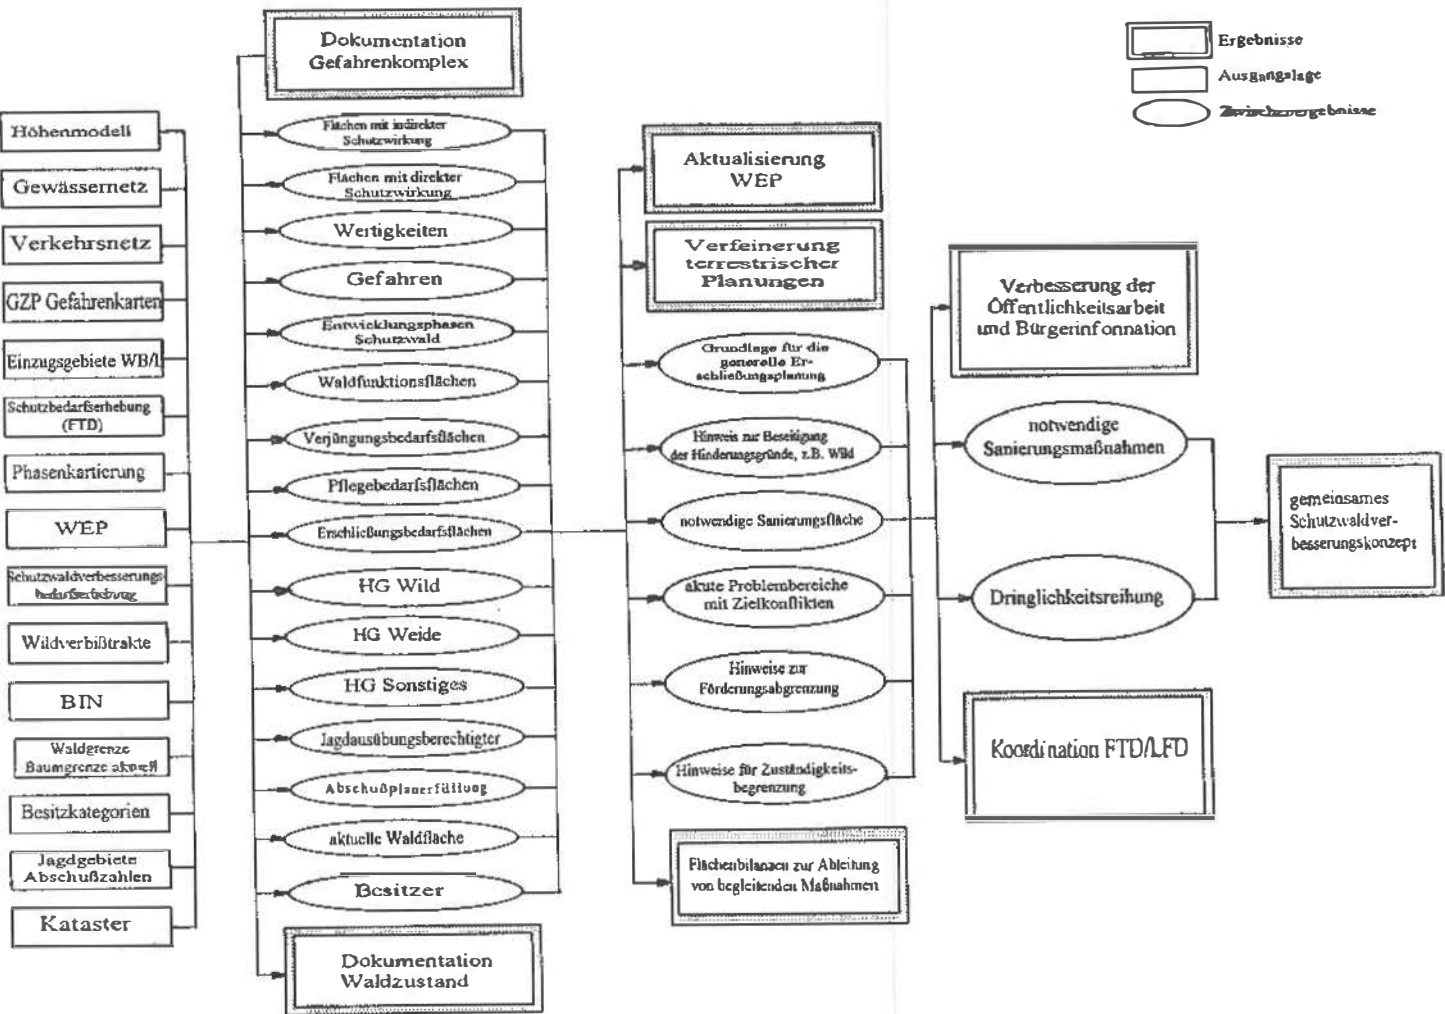 Ergebnisse
Ausgangslage
Zwischenergebnisse
Höhenmodell
Gewässernetz
Verkehrsnetz
GZP Gefahrenkarten
Einzugsgebiete WB/L
Schutzbedarfserhebung
(FTD)
Phasenkartierung
WEP
Schutzwaldverbesserungs-
bedarfserhebung
Wildverbißtrakte
BIN
Waldgrenze
Baumgrenze aktuell
Besitzkategorien
Jagdgebiete
Abschußzahlen
Kataster
Dokumentation
Gefahrenkomplex
Flächen mit indirekter
Schutzwirkung
Flächen mit direkter
Schutzwirkung
Wertigkeiten
Gefahren
Entwicklungsphasen
Schutzwald
Waldfunktionsflächen
Verjüngungsbedarfsflächen
Pflegebedarfsflächen
Erschließungsbedarfsflächen
HG Wild
HG Weide
HG Sonstiges
Jagdausübungsberechtigter
Abschußplanerfüllung
aktuelle Waldfläche
Besitzer
Dokumentation
Waldzustand
Aktualisierung
WEP
Verfeinerung
terrestrischer
Planungen
Grundlage für die
generelle Er-
schließungsplanung
Hinweis zur Beseitigung
der Hinderungsgründe, z.B. Wild
notwendige Sanierungsfläche
akute Problembereiche
mit Zielkonflikten
Hinweise zur
Förderungsabgrenzung
Hinweise für Zuständigkeits-
begrenzung
Flächenbilanzen zur Ableitung
von begleitenden Maßnahmen
Verbesserung der
Öffentlichkeitsarbeit
und Bürgerinfonnation
notwendige
Sanierungsmaßnahmen
Dringlichkeitsreihung
Koordination FTD/LFD
gemeinsames
Schutzwaldver-
besserungskonzept